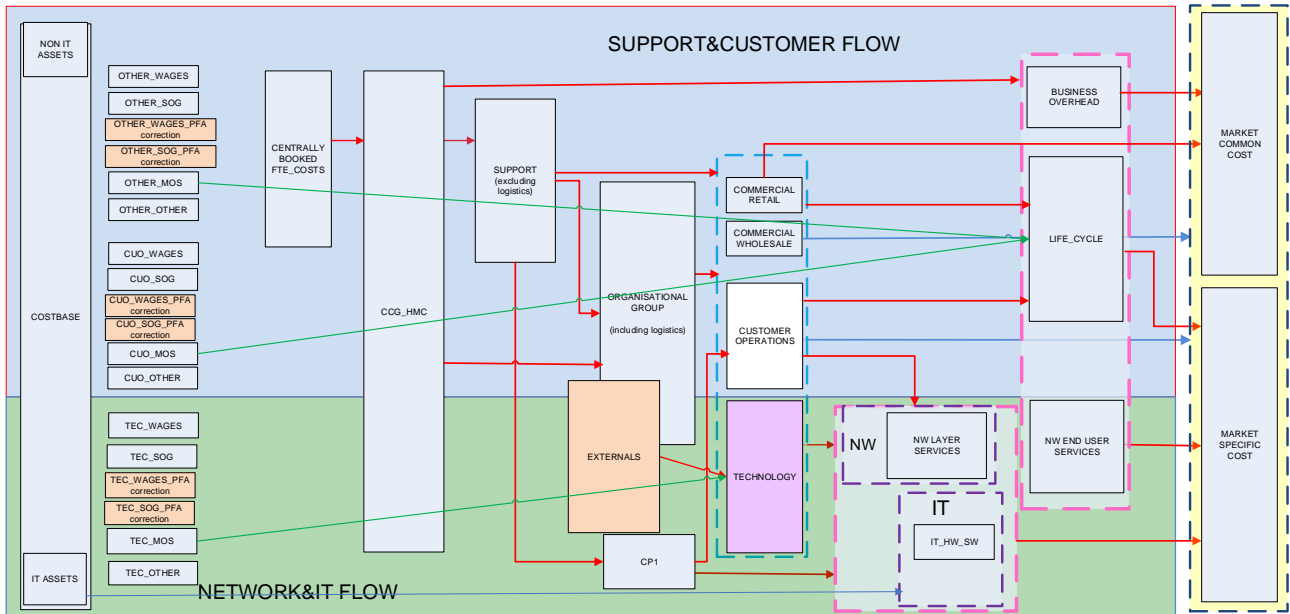 SUPPORT&CUSTOMER FLOW
NON IT
ASSETS
COSTBASE
IT ASSETS
OTHER_WAGES
OTHER_SOG
OTHER_WAGES_PFA
correction
OTHER_SOG_PFA
correction
OTHER_MOS
OTHER_OTHER
CUO_WAGES
CUO_SOG
CUO_WAGES_PFA
correction
CUO_SOG_PFA
correction
CUO_MOS
CUO_OTHER
TEC_WAGES
TEC_SOG
TEC_WAGES_PFA
correction
TEC_SOG_PFA
correction
TEC_MOS
TEC_OTHER
NETWORK&IT FLOW
CENTRALLY
BOOKED
FTE_COSTS
CCG_HMC
SUPPORT
(excluding
logistics)
ORGANISATIONAL
GROUP
(including logistics)
EXTERNALS
CP1
COMMERCIAL
RETAIL
COMMERCIAL
WHOLESALE
CUSTOMER
OPERATIONS
TECHNOLOGY
NW
NW LAYER
SERVICES
IT
IT_HW_SW
BUSINESS
OVERHEAD
LIFE_CYCLE
NW END USER
SERVICES
MARKET
COMMON
COST
MARKET
SPECIFIC
COST